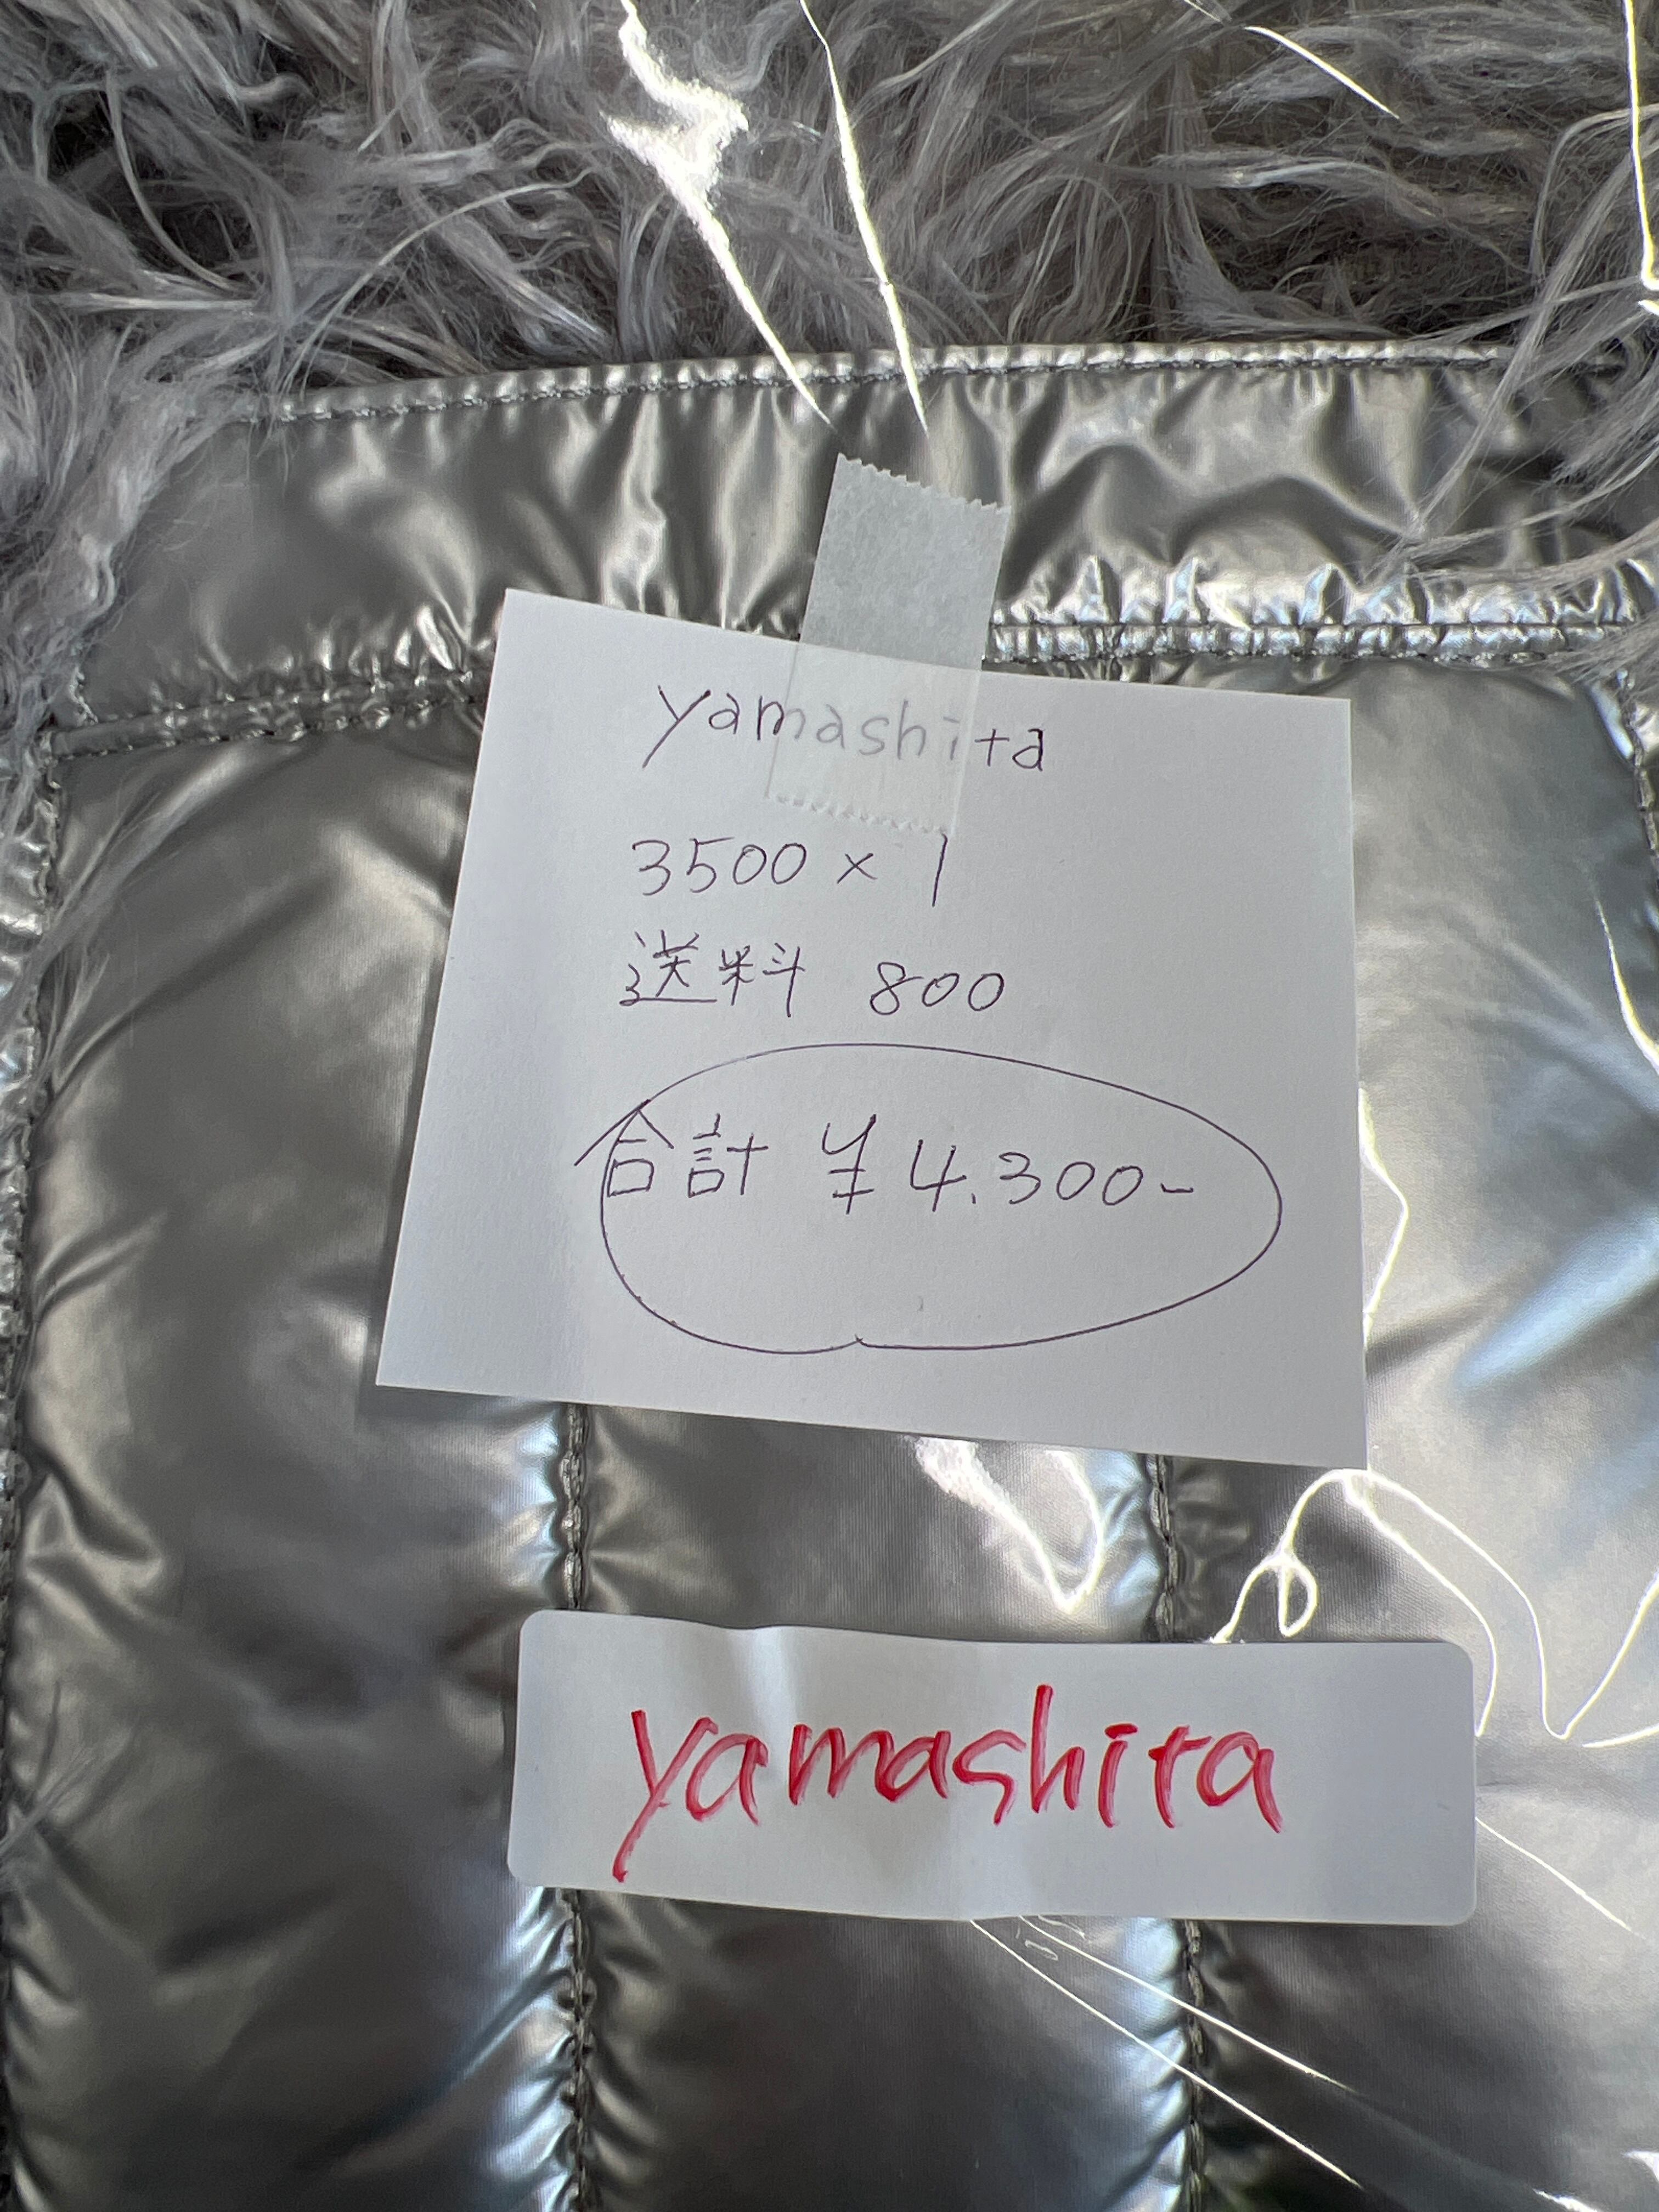 yamashita
3500 × 1
送料 800
合計 ¥4.300-
yamashita